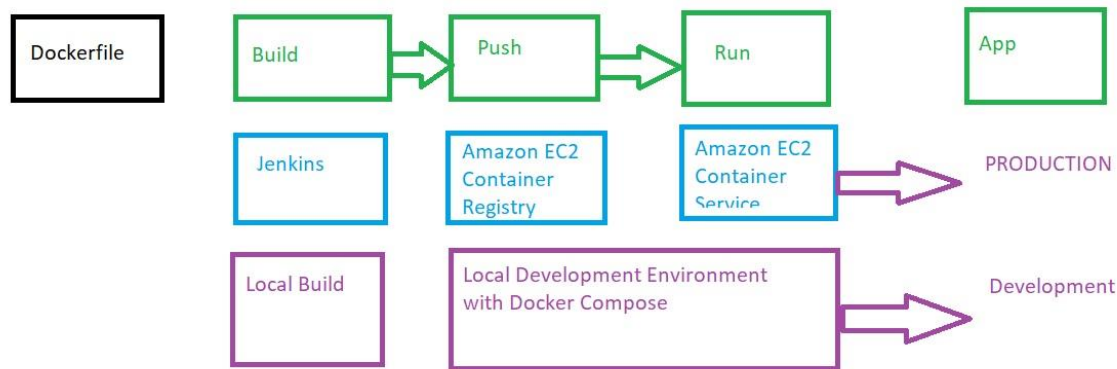 Dockerfile
Build
Push
Run
App
Jenkins
Amazon EC2
Container
Registry
Amazon EC2
Container
Service
PRODUCTION
Local Build
Local Development Environment
with Docker Compose
Development